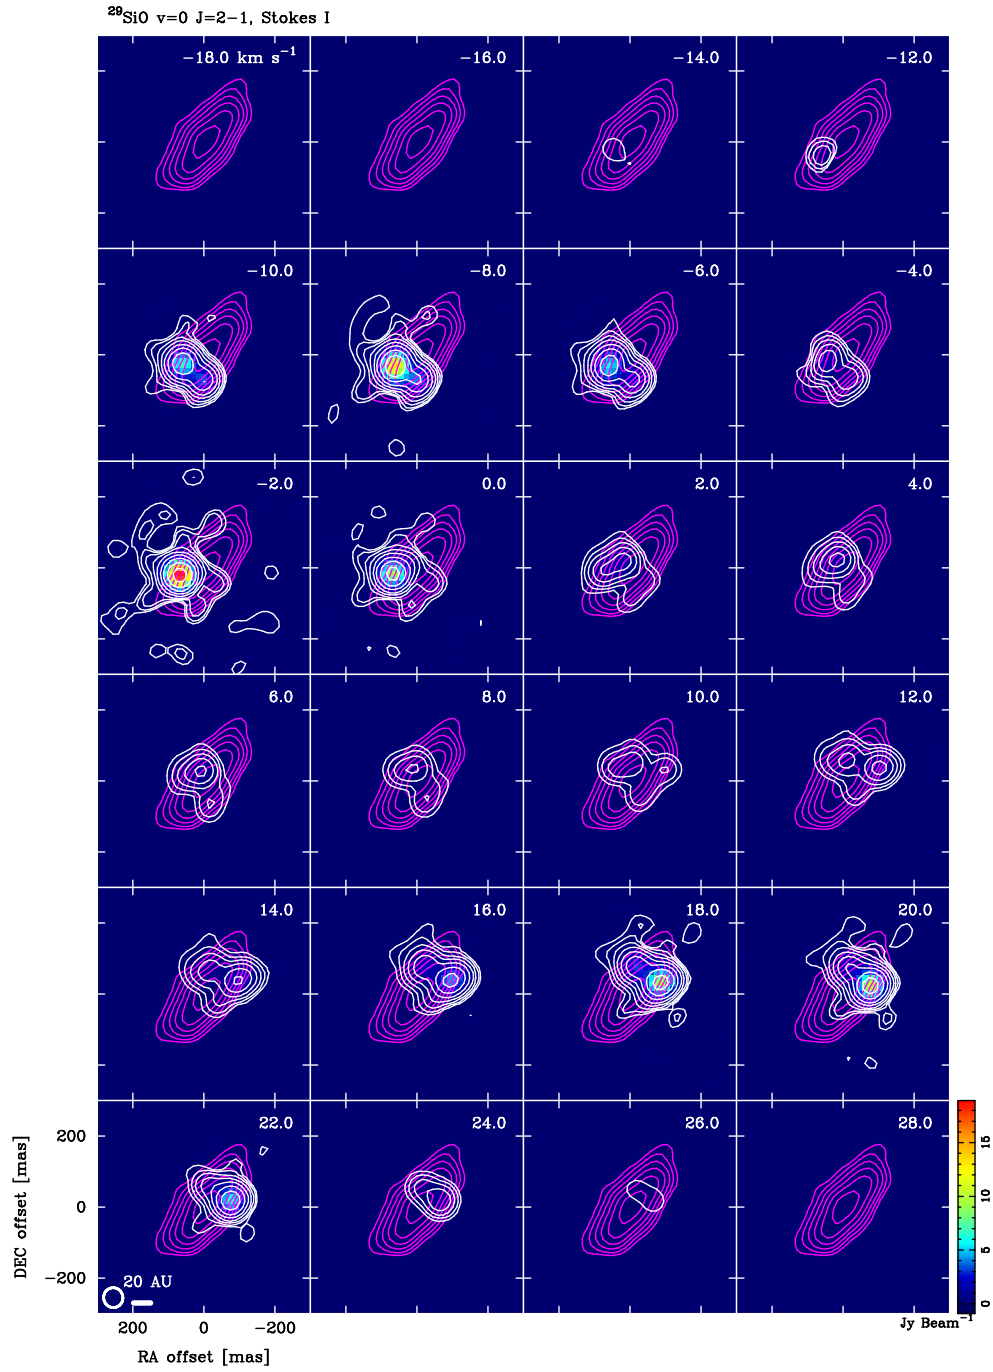 ²⁹SiO v=0 J=2−1, Stokes I
−18.0 km s⁻¹ −16.0 −14.0 −12.0
−10.0 −8.0 −6.0 −4.0
−2.0 0.0 2.0 4.0
6.0 8.0 10.0 12.0
14.0 16.0 18.0 20.0
22.0 24.0 26.0 28.0
200
0
−200
DEC offset [mas]
20 AU
200 0 −200
RA offset [mas]
15
10
5
0
Jy Beam⁻¹